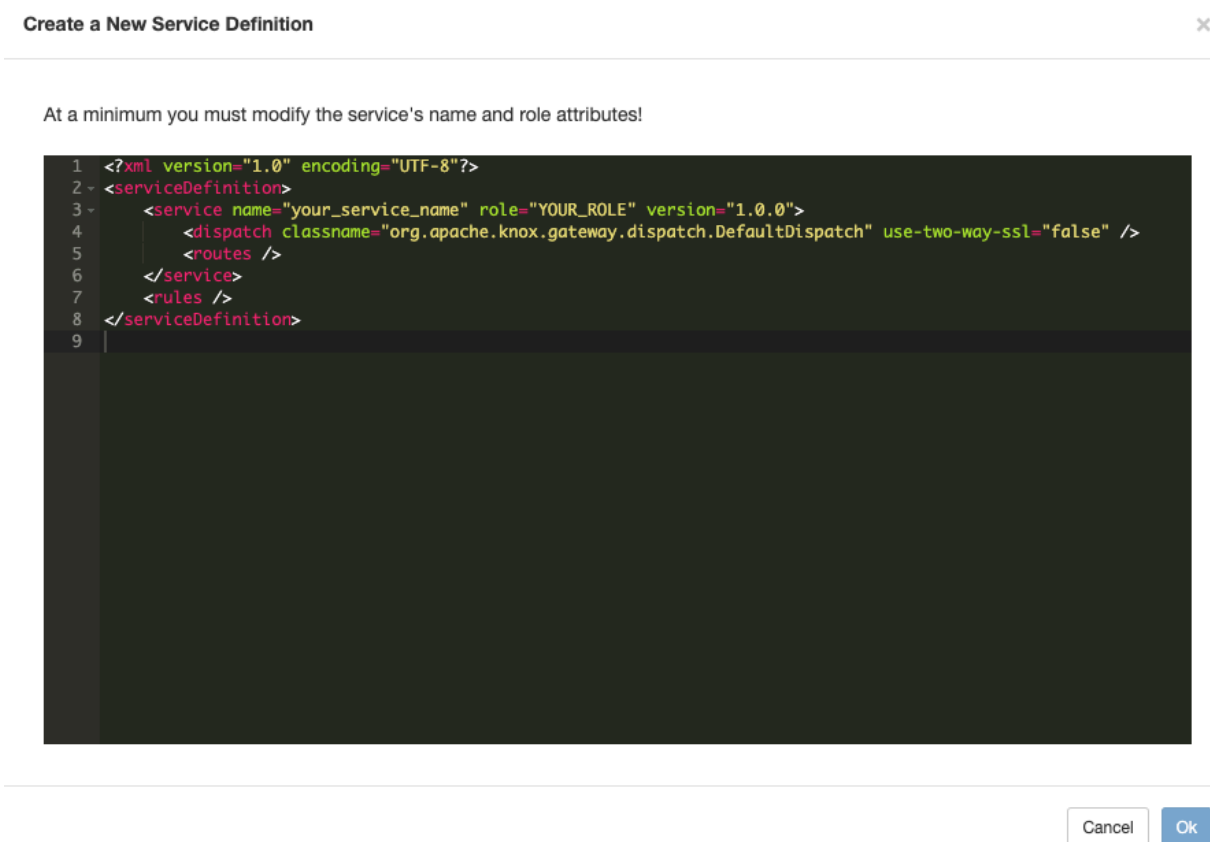 Create a New Service Definition ×
At a minimum you must modify the service's name and role attributes!
1 <?xml version="1.0" encoding="UTF-8"?>
2 <serviceDefinition>
3     <service name="your_service_name" role="YOUR_ROLE" version="1.0.0">
4         <dispatch classname="org.apache.knox.gateway.dispatch.DefaultDispatch" use-two-way-ssl="false" />
5         <routes />
6     </service>
7     <rules />
8 </serviceDefinition>
9
Cancel Ok